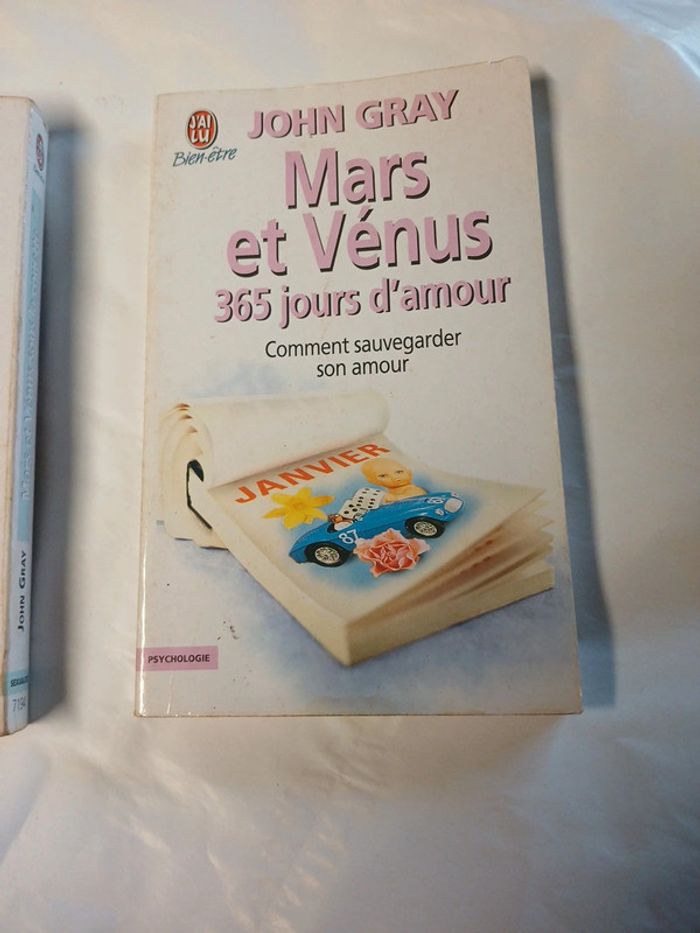 J'AI
LU
Bien-être
JOHN GRAY
Mars
et Vénus
365 jours d'amour
Comment sauvegarder
son amour
JANVIER
87
PSYCHOLOGIE
JOHN GRAY